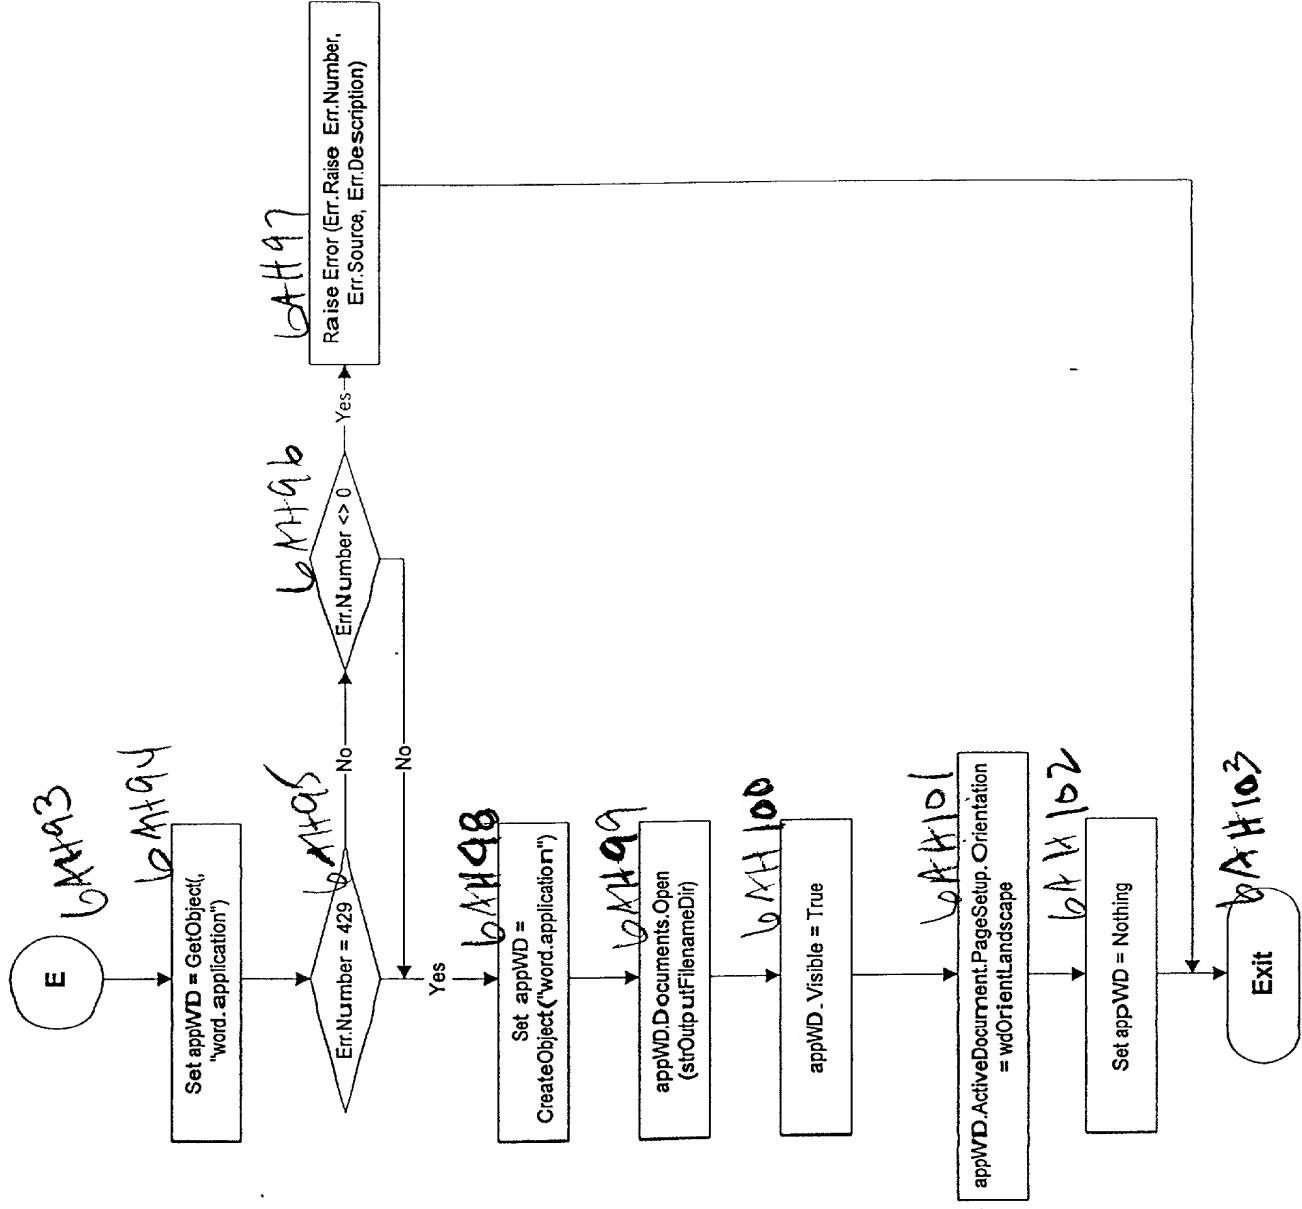 6AH93
E
6AH94
Set appWD = GetObject(,
"word.application")
6AH95
Err.Number = 429
No
6AH96
Err.Number <> 0
Yes
6AH97
Raise Error (Err.Raise Err.Number,
Err.Source, Err.Description)
No
Yes
6AH98
Set appWD =
CreateObject("word.application")
6AH99
appWD.Documents.Open
(strOutputFilenameDir)
6AH100
appWD.Visible = True
6AH101
appWD.ActiveDocument.PageSetup.Orientation
= wdOrientLandscape
6AH102
Set appWD = Nothing
6AH103
Exit